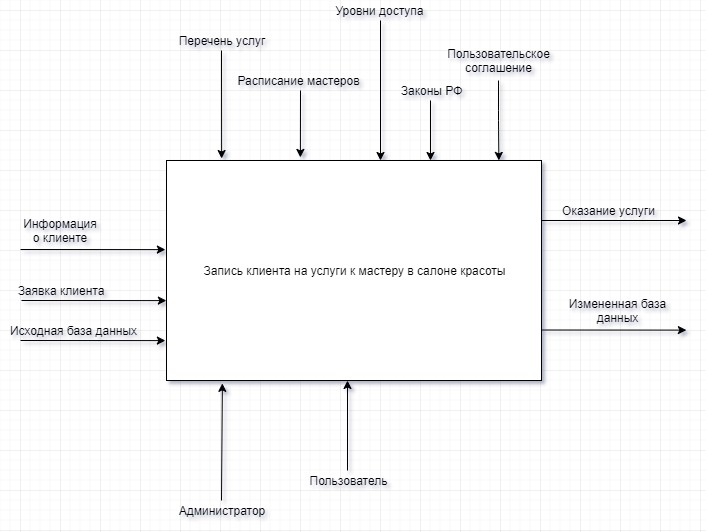 Уровни доступа
Перечень услуг
Пользовательское
соглашение
Расписание мастеров
Законы РФ
Информация
о клиенте
Оказание услуги
Запись клиента на услуги к мастеру в салоне красоты
Заявка клиента
Измененная база
данных
Исходная база данных
Пользователь
Администратор